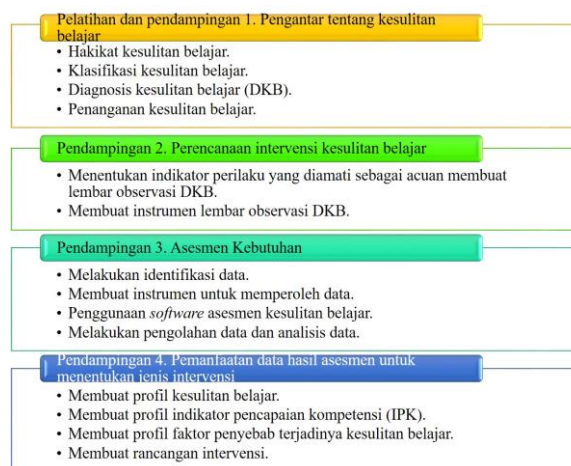 Pelatihan dan pendampingan 1. Pengantar tentang kesulitan
belajar
• Hakikat kesulitan belajar.
• Klasifikasi kesulitan belajar.
• Diagnosis kesulitan belajar (DKB).
• Penanganan kesulitan belajar.
Pendampingan 2. Perencanaan intervensi kesulitan belajar
• Menentukan indikator perilaku yang diamati sebagai acuan membuat
lembar observasi DKB.
• Membuat instrumen lembar observasi DKB.
Pendampingan 3. Asesmen Kebutuhan
• Melakukan identifikasi data.
• Membuat instrumen untuk memperoleh data.
• Penggunaan software asesmen kesulitan belajar.
• Melakukan pengolahan data dan analisis data.
Pendampingan 4. Pemanfaatan data hasil asesmen untuk
menentukan jenis intervensi
• Membuat profil kesulitan belajar.
• Membuat profil indikator pencapaian kompetensi (IPK).
• Membuat profil faktor penyebab terjadinya kesulitan belajar.
• Membuat rancangan intervensi.